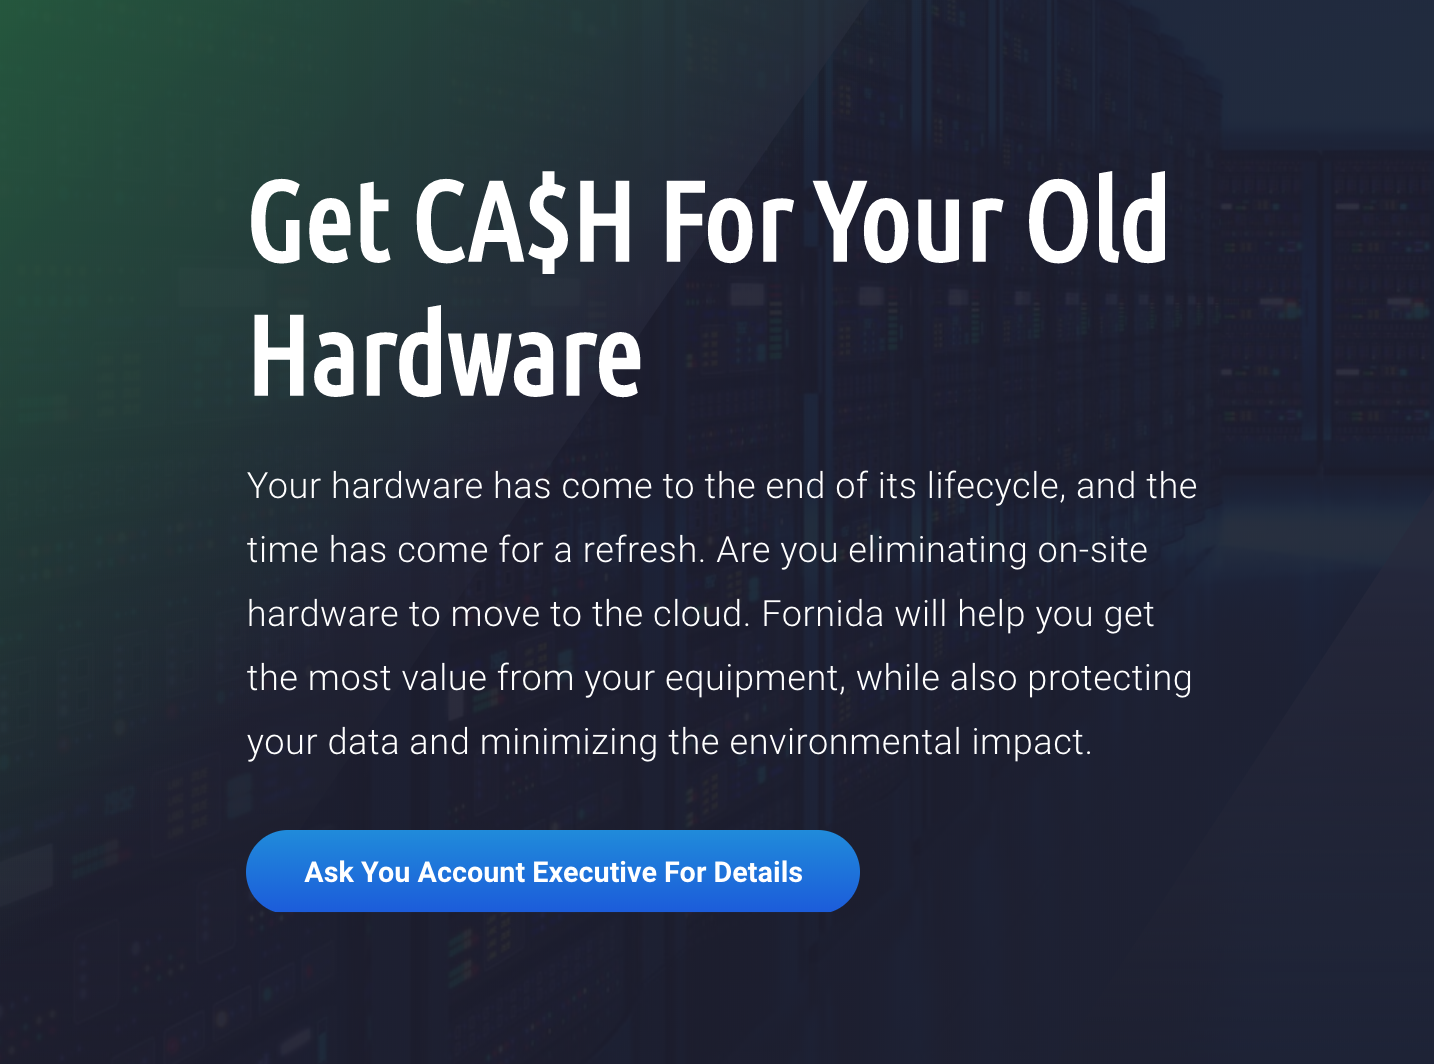 Get CA$H For Your Old
Hardware
Your hardware has come to the end of its lifecycle, and the
time has come for a refresh. Are you eliminating on-site
hardware to move to the cloud. Fornida will help you get
the most value from your equipment, while also protecting
your data and minimizing the environmental impact.
Ask You Account Executive For Details